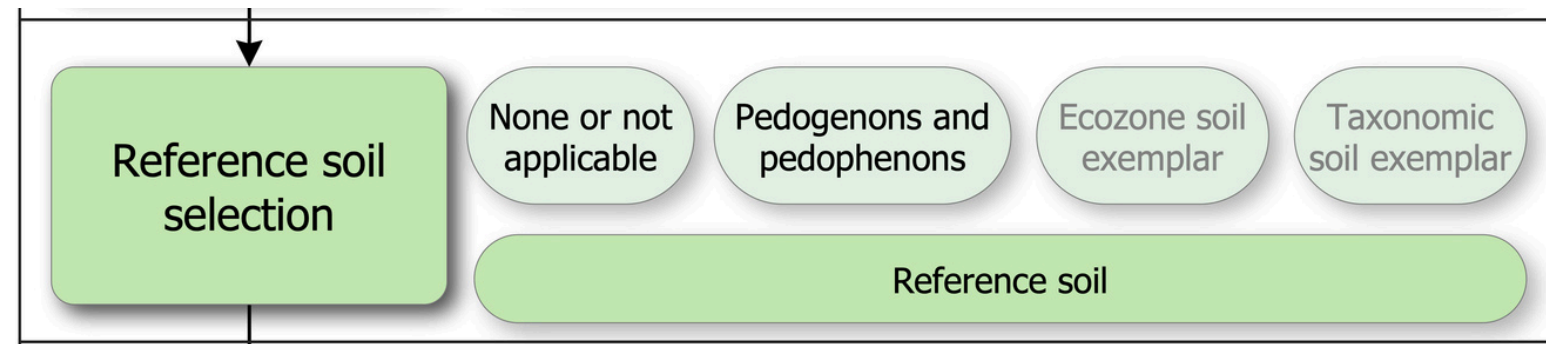 Reference soil
selection
None or not
applicable
Pedogenons and
pedophenons
Ecozone soil
exemplar
Taxonomic
soil exemplar
Reference soil